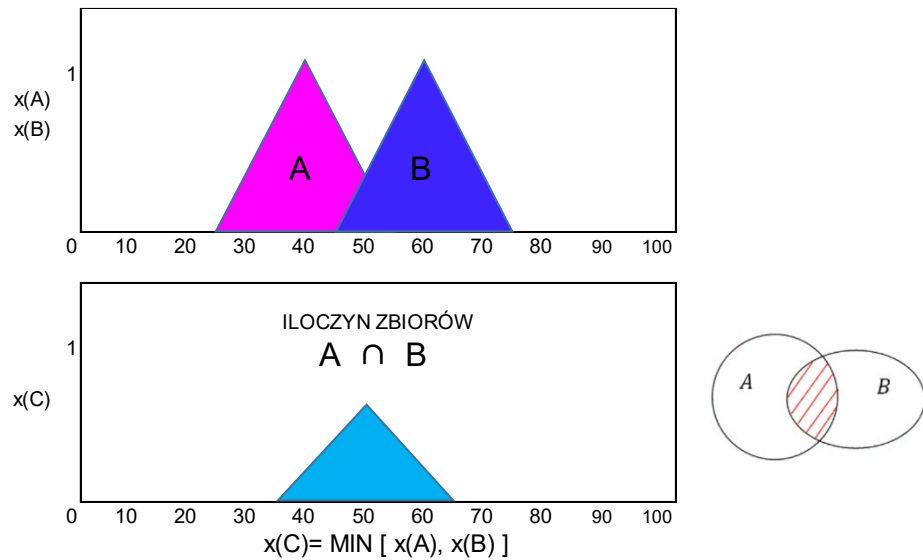 1
x(A)
x(B)
A B
0 10 20 30 40 50 60 70 80 90 100
ILOCZYN ZBIORÓW
A ∩ B
1
x(C)
0 10 20 30 40 50 60 70 80 90 100
x(C)= MIN [ x(A), x(B) ]
A B